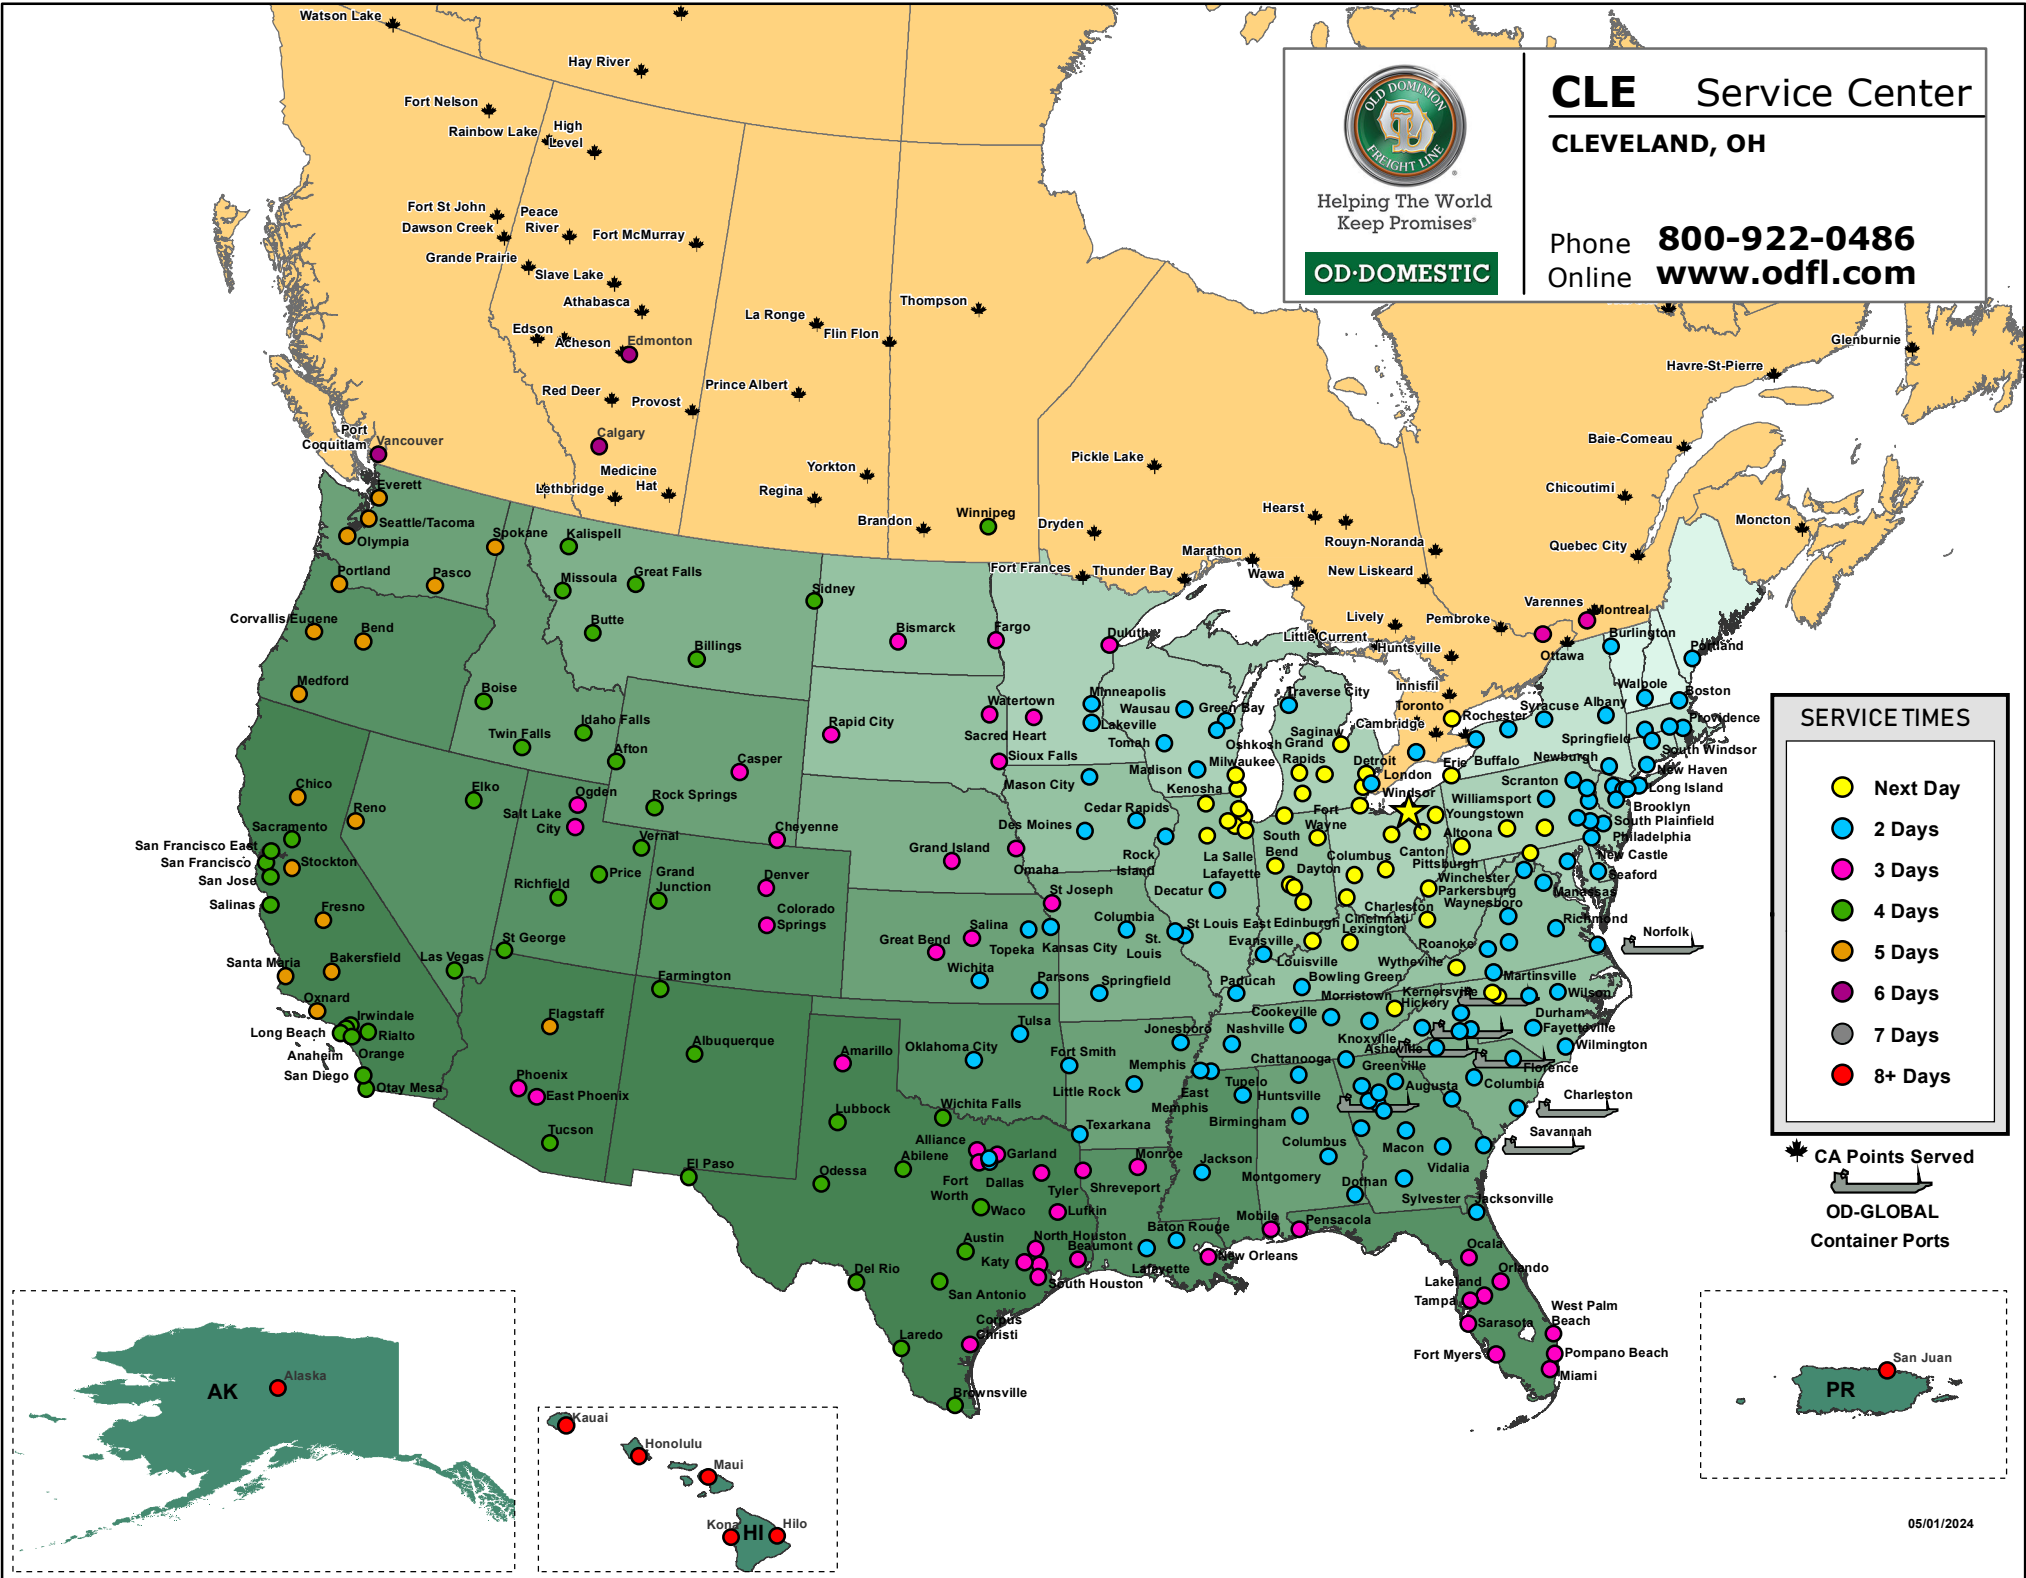 OLD DOMINION
FREIGHT LINE
Helping The World
Keep Promises®
OD·DOMESTIC
CLE Service Center
CLEVELAND, OH
Phone 800-922-0486
Online www.odfl.com
Watson Lake
Hay River
Fort Nelson
Rainbow Lake
High
Level
Fort St John
Dawson Creek
Peace
River
Fort McMurray
Grande Prairie
Slave Lake
Athabasca
Edson
Acheson
Edmonton
Red Deer
Provost
Calgary
Medicine
Hat
Lethbridge
Port
Coquitlam
Vancouver
La Ronge
Flin Flon
Thompson
Prince Albert
Yorkton
Regina
Brandon
Winnipeg
Dryden
Pickle Lake
Fort Frances
Thunder Bay
Marathon
Wawa
Hearst
Rouyn-Noranda
New Liskeard
Lively
Little Current
Pembroke
Huntsville
Innisfil
Toronto
Cambridge
Ottawa
Varennes
Montreal
Quebec City
Chicoutimi
Baie-Comeau
Havre-St-Pierre
Glenburnie
Moncton
London
Windsor
Everett
Seattle/Tacoma
Olympia
Spokane
Portland
Pasco
Corvallis/Eugene
Bend
Medford
Kalispell
Missoula
Great Falls
Butte
Billings
Sidney
Boise
Idaho Falls
Twin Falls
Afton
Casper
Rock Springs
Cheyenne
Chico
Reno
Elko
Sacramento
San Francisco East
San Francisco
Stockton
San Jose
Salinas
Fresno
Santa Maria
Bakersfield
Oxnard
Irwindale
Long Beach
Rialto
Anaheim
Orange
San Diego
Otay Mesa
Las Vegas
Ogden
Salt Lake
City
Vernal
Price
Richfield
St George
Grand
Junction
Denver
Colorado
Springs
Flagstaff
Phoenix
East Phoenix
Tucson
Farmington
Albuquerque
El Paso
Bismarck
Fargo
Duluth
Rapid City
Watertown
Sacred Heart
Sioux Falls
Minneapolis
Lakeville
Mason City
Grand Island
Omaha
Des Moines
Cedar Rapids
Rock
Island
Great Bend
Salina
Topeka
Wichita
Parsons
St Joseph
Kansas City
Columbia
St.
Louis
St Louis East
Springfield
Wausau
Green Bay
Tomah
Oshkosh
Madison
Milwaukee
Kenosha
La Salle
Decatur
Traverse City
Saginaw
Grand
Rapids
Detroit
South
Bend
Fort
Wayne
Lafayette
Edinburgh
Evansville
Dayton
Columbus
Cincinnati
Canton
Youngstown
Erie
Pittsburgh
Altoona
Williamsport
Scranton
Philadelphia
Buffalo
Rochester
Syracuse
Albany
Newburgh
Long Island
Brooklyn
South Plainfield
New Castle
Seaford
Burlington
Portland
Walpole
Boston
Providence
Springfield
South Windsor
New Haven
Winchester
Manassas
Parkersburg
Waynesboro
Charleston
Richmond
Norfolk
Roanoke
Wytheville
Martinsville
Lexington
Louisville
Bowling Green
Paducah
Morristown
Cookeville
Nashville
Knoxville
Chattanooga
Memphis
East
Memphis
Kernersville
Hickory
Asheville
Wilson
Durham
Fayetteville
Wilmington
Florence
Columbia
Greenville
Charleston
Savannah
Augusta
Macon
Vidalia
Columbus
Sylvester
Huntsville
Birmingham
Montgomery
Dothan
Mobile
Tupelo
Jackson
Jonesboro
Fort Smith
Little Rock
Texarkana
Tulsa
Oklahoma City
Amarillo
Lubbock
Wichita Falls
Alliance
Abilene
Garland
Fort
Worth
Dallas
Tyler
Odessa
Waco
Lufkin
Austin
North Houston
Katy
South Houston
Beaumont
Del Rio
San Antonio
Corpus
Christi
Laredo
Brownsville
Shreveport
Monroe
Baton Rouge
Lafayette
New Orleans
Pensacola
Jacksonville
Ocala
Orlando
Lakeland
Tampa
Sarasota
Fort Myers
West Palm
Beach
Pompano Beach
Miami
SERVICE TIMES
Next Day
2 Days
3 Days
4 Days
5 Days
6 Days
7 Days
8+ Days
CA Points Served
OD-GLOBAL
Container Ports
AK
Alaska
Kauai
Honolulu
Maui
Kona
HI
Hilo
PR
San Juan
05/01/2024